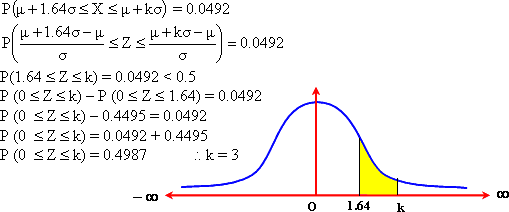 P(μ + 1.64σ ≤ X ≤ μ + kσ) = 0.0492
P((μ + 1.64σ – μ)/σ ≤ Z ≤ (μ + kσ – μ)/σ) = 0.0492
P(1.64 ≤ Z ≤ k) = 0.0492 < 0.5
P (0 ≤ Z ≤ k) – P (0 ≤ Z ≤ 1.64) = 0.0492
P (0 ≤ Z ≤ k) – 0.4495 = 0.0492
P (0 ≤ Z ≤ k) = 0.0492 + 0.4495
P (0 ≤ Z ≤ k) = 0.4987 ∴ k = 3
– ∞ ∞
0 1.64 k